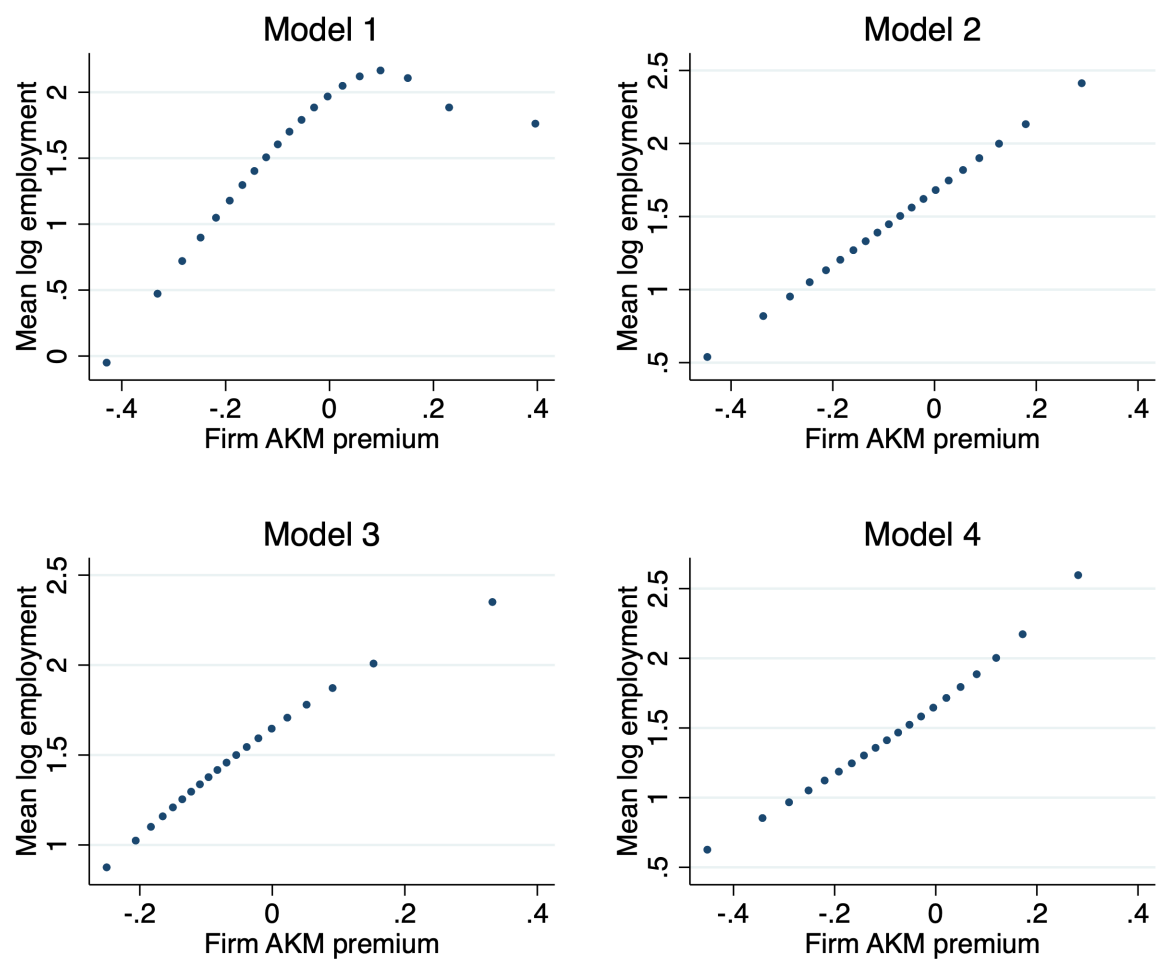 Model 1
Mean log employment
2
1.5
1
.5
0
-.4 -.2 0 .2 .4
Firm AKM premium
Model 2
Mean log employment
2.5
2
1.5
1
.5
-.4 -.2 0 .2 .4
Firm AKM premium
Model 3
Mean log employment
2.5
2
1.5
1
-.2 0 .2 .4
Firm AKM premium
Model 4
Mean log employment
2.5
2
1.5
1
.5
-.4 -.2 0 .2 .4
Firm AKM premium